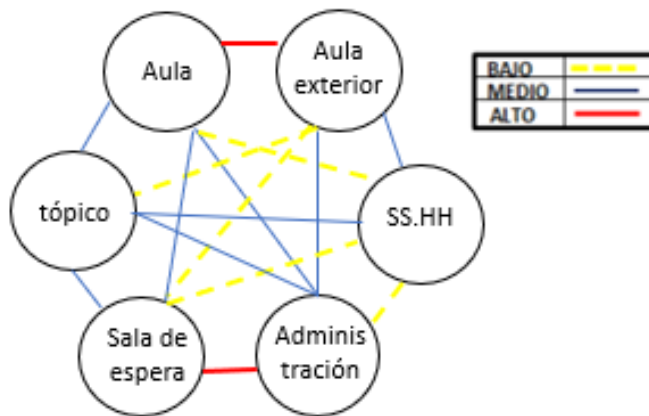 Aula
Aula
exterior
BAJO
MEDIO
ALTO
tópico
SS.HH
Sala de
espera
Adminis
tración